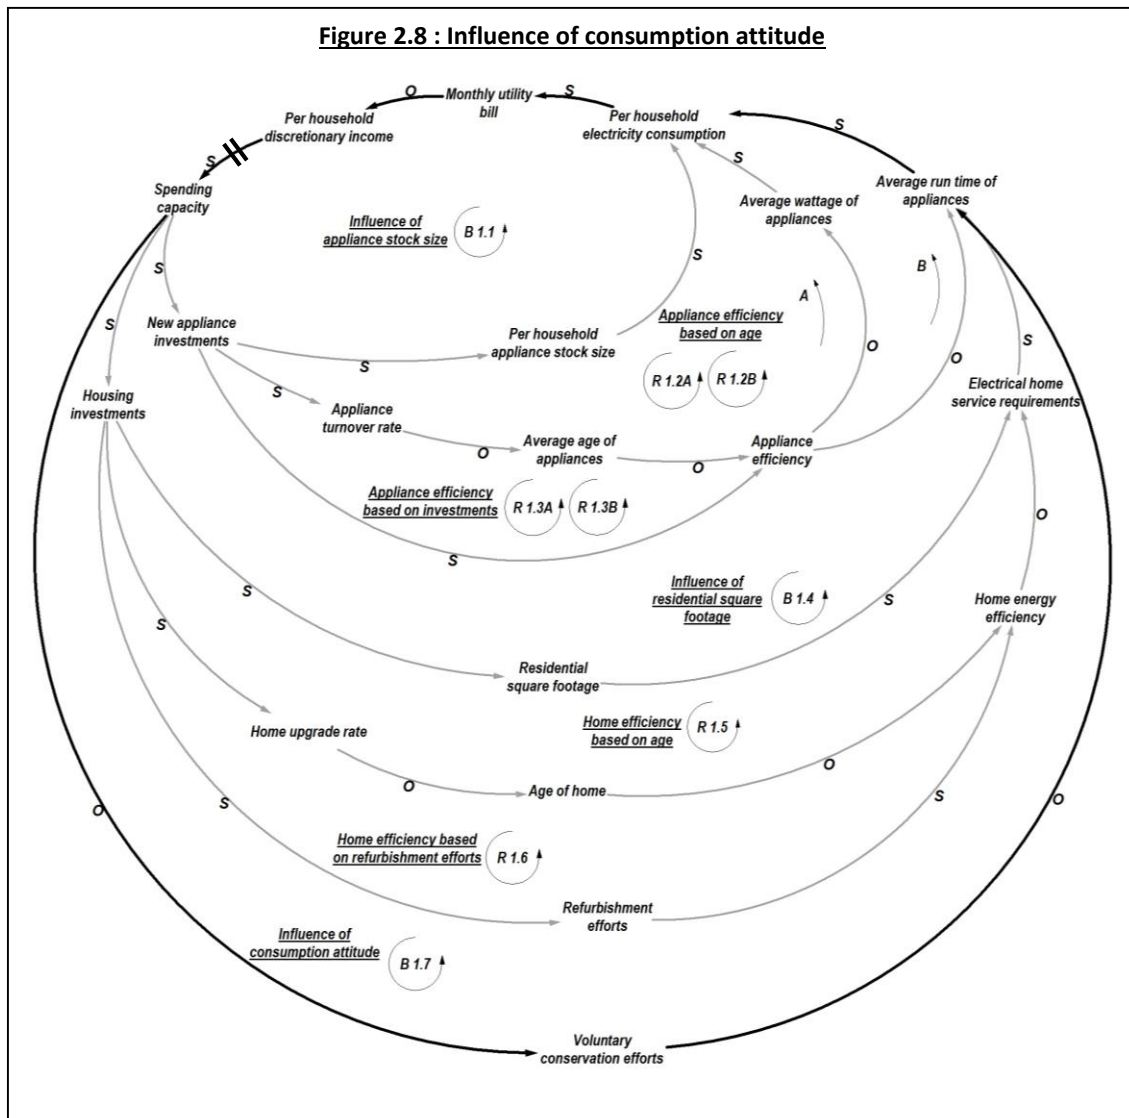 Figure 2.8 : Influence of consumption attitude
O
Monthly utility
bill
S
Per household
discretionary income
Per household
electricity consumption
S
S
Spending
capacity
S
Average run time of
appliances
Average wattage of
appliances
Influence of
appliance stock size
B 1.1
S
S
A
B
S
New appliance
investments
Per household
appliance stock size
Appliance efficiency
based on age
R 1.2A
R 1.2B
O
O
S
S
S
Housing
investments
Appliance
turnover rate
O
Average age of
appliances
O
Appliance
efficiency
Electrical home
service requirements
Appliance efficiency
based on investments
R 1.3A
R 1.3B
S
O
S
Influence of
residential square
footage
B 1.4
S
Home energy
efficiency
S
Residential
square footage
Home upgrade rate
Home efficiency
based on age
R 1.5
O
Age of home
O
S
O
S
O
Home efficiency based
on refurbishment efforts
R 1.6
Refurbishment
efforts
Influence of
consumption attitude
B 1.7
Voluntary
conservation efforts